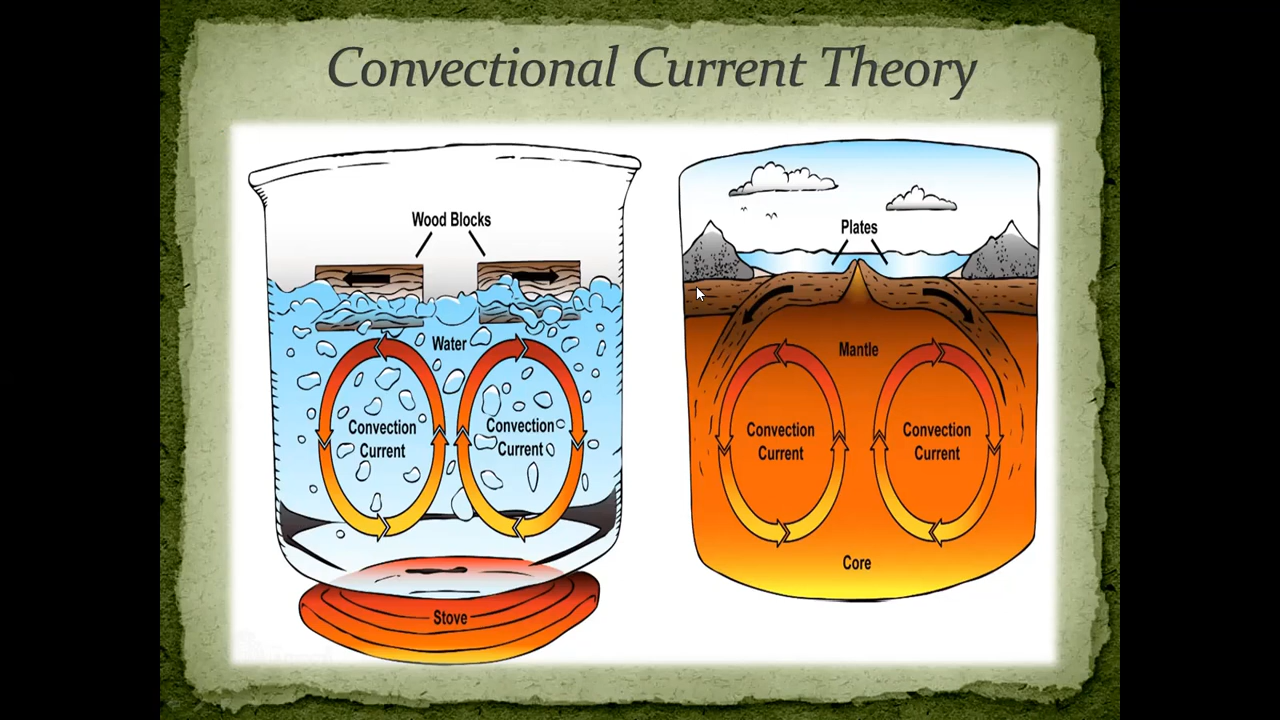 Convectional Current Theory
Wood Blocks
Water
Convection
Current
Convection
Current
Stove
Plates
Mantle
Convection
Current
Convection
Current
Core